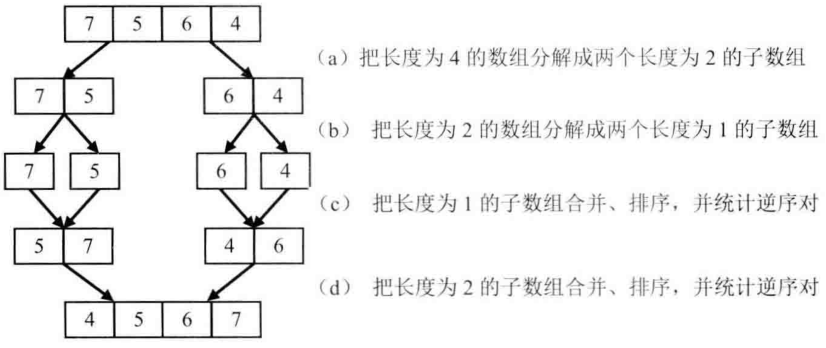 7 5 6 4
（a）把长度为 4 的数组分解成两个长度为 2 的子数组
7 5 6 4
（b） 把长度为 2 的数组分解成两个长度为 1 的子数组
7 5 6 4
（c） 把长度为 1 的子数组合并、排序，并统计逆序对
5 7 4 6
（d） 把长度为 2 的子数组合并、排序，并统计逆序对
4 5 6 7